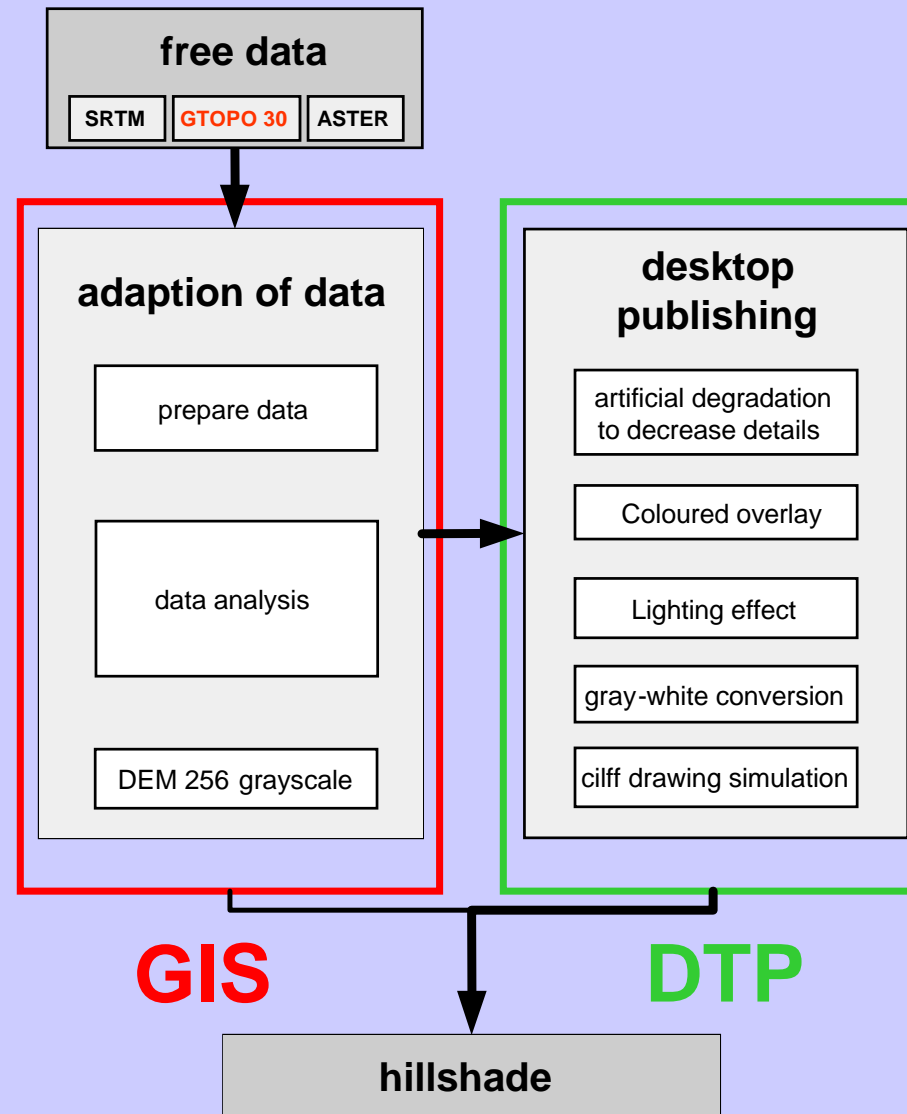 free data
SRTM
GTOPO 30
ASTER
adaption of data
prepare data
data analysis
DEM 256 grayscale
desktop
publishing
artificial degradation
to decrease details
Coloured overlay
Lighting effect
gray-white conversion
cilff drawing simulation
GIS
DTP
hillshade